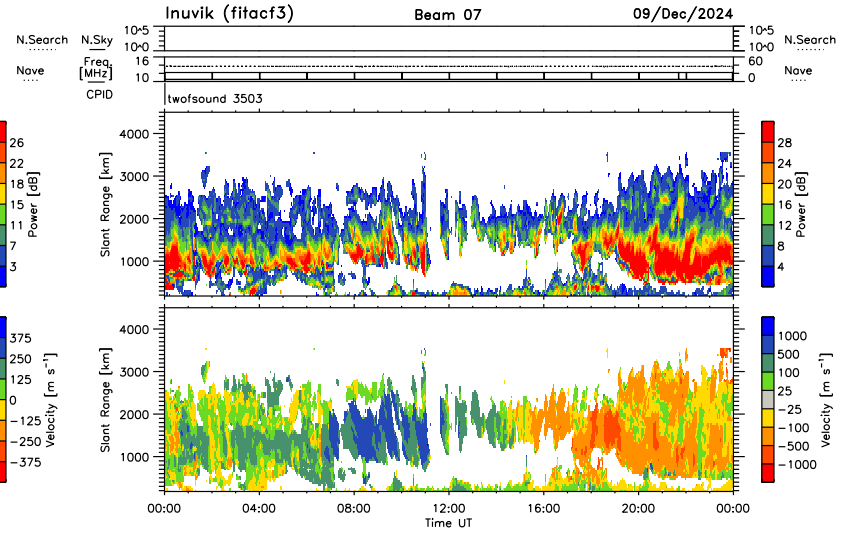 Inuvik (fitacf3) Beam 07 09/Dec/2024
N.Search N.Sky 10^5 10^0 10^5 10^0 N.Search
Nave Freq. [MHz] 16 10 60 0 Nave
CPID twofsound 3503
Slant Range [km] 4000 3000 2000 1000
26 22 18 15 11 7 3 Power [dB]
28 24 20 16 12 8 4 Power [dB]
Slant Range [km] 4000 3000 2000 1000
375 250 125 0 −125 −250 −375 Velocity [m s⁻¹]
1000 500 100 25 −25 −100 −500 −1000 Velocity [m s⁻¹]
00:00 04:00 08:00 12:00 16:00 20:00 00:00
Time UT